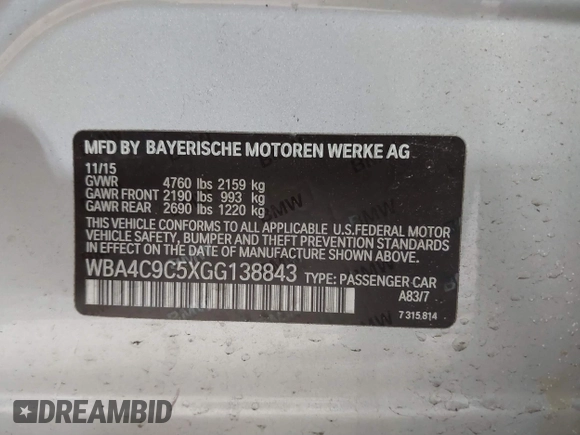 MFD BY BAYERISCHE MOTOREN WERKE AG
11/15
GVWR 4760 lbs 2159 kg
GAWR FRONT 2190 lbs 993 kg
GAWR REAR 2690 lbs 1220 kg
THIS VEHICLE CONFORMS TO ALL APPLICABLE U.S.FEDERAL MOTOR
VEHICLE SAFETY, BUMPER AND THEFT PREVENTION STANDARDS
IN EFFECT ON THE DATE OF MANUFACTURE SHOWN ABOVE.
WBA4C9C5XGG138843 TYPE: PASSENGER CAR
A83/7
7 315.814
DREAMBID